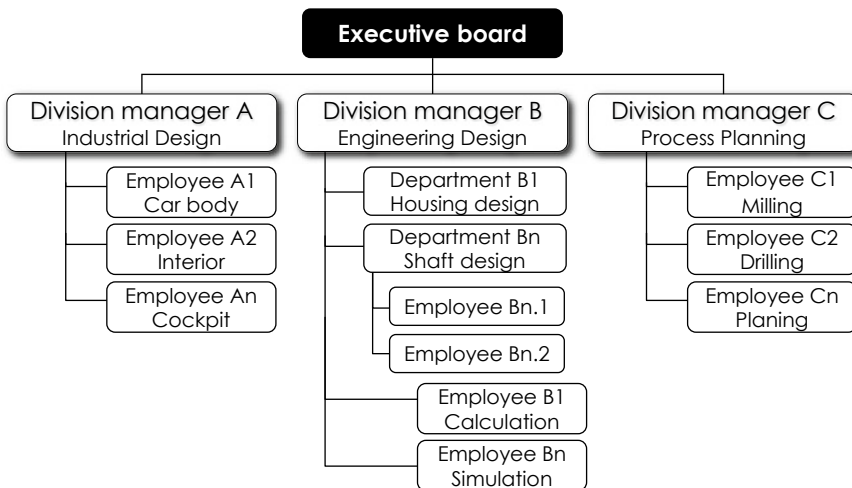 Executive board
Division manager A
Industrial Design
Employee A1
Car body
Employee A2
Interior
Employee An
Cockpit
Division manager B
Engineering Design
Department B1
Housing design
Department Bn
Shaft design
Employee Bn.1
Employee Bn.2
Employee B1
Calculation
Employee Bn
Simulation
Division manager C
Process Planning
Employee C1
Milling
Employee C2
Drilling
Employee Cn
Planing